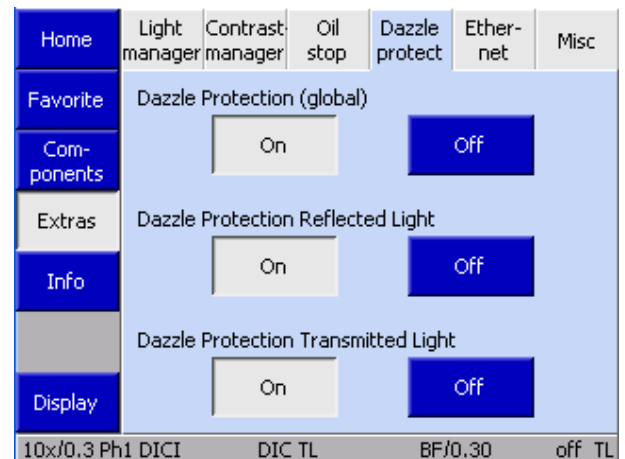 Home
Light manager
Contrast- manager
Oil stop
Dazzle protect
Ether- net
Misc
Favorite
Com- ponents
Extras
Info
Display
Dazzle Protection (global)
On Off
Dazzle Protection Reflected Light
On Off
Dazzle Protection Transmitted Light
On Off
10x/0.3 Ph1 DICI DIC TL BF/0.30 off TL